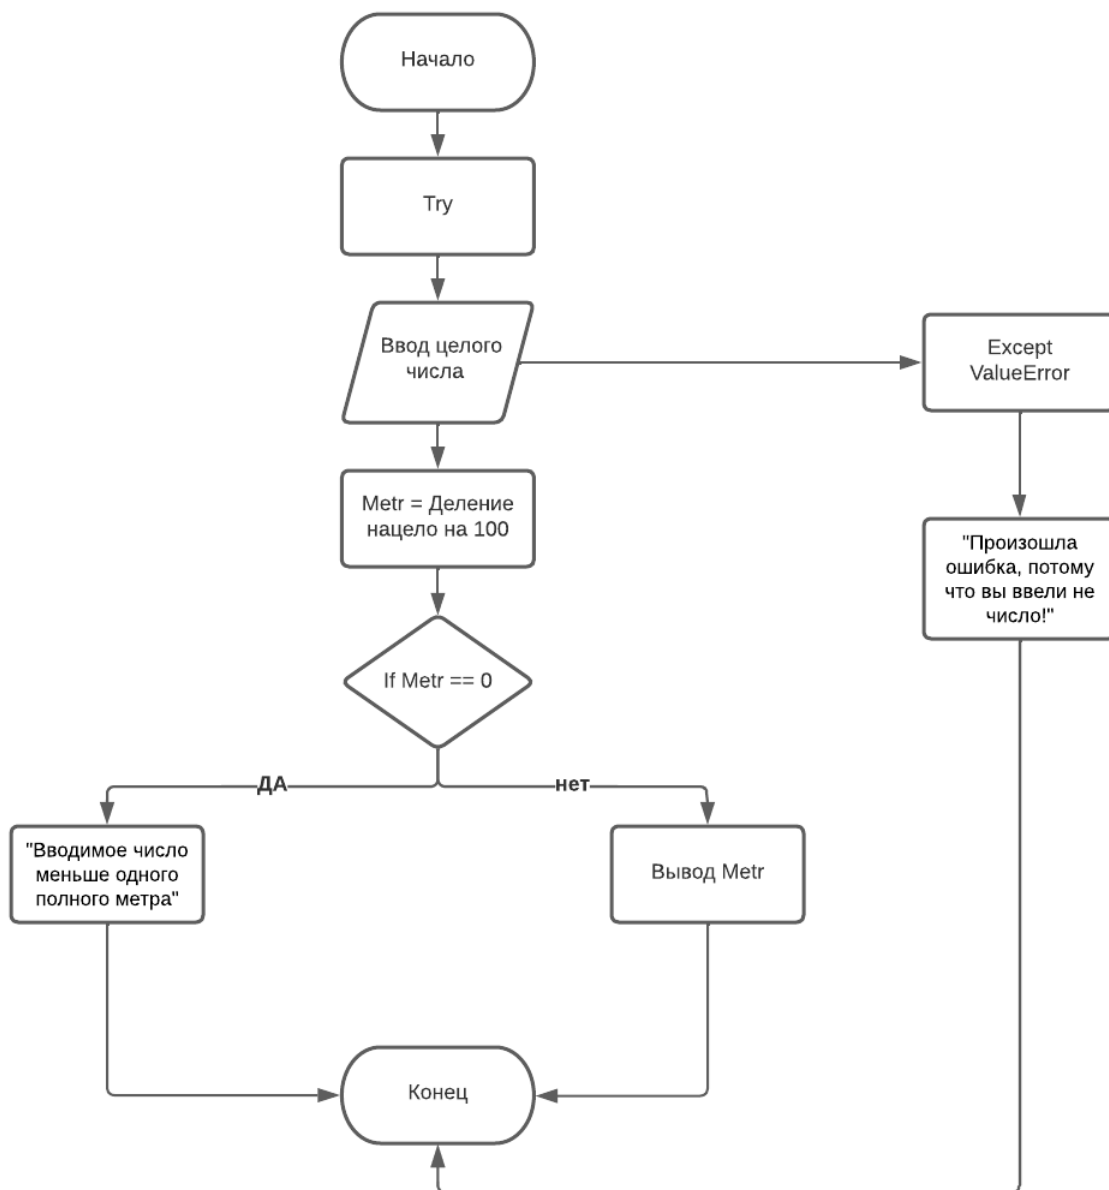 Начало
Try
Ввод целого
числа
Except
ValueError
Metr = Деление
нацело на 100
"Произошла
ошибка, потому
что вы ввели не
число!"
If Metr == 0
ДА
нет
"Вводимое число
меньше одного
полного метра"
Вывод Metr
Конец